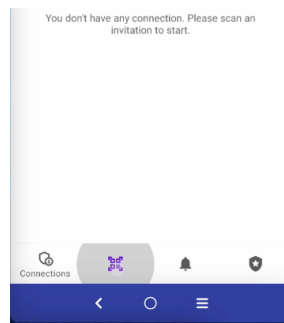 You don't have any connection. Please scan an
invitation to start.
Connections